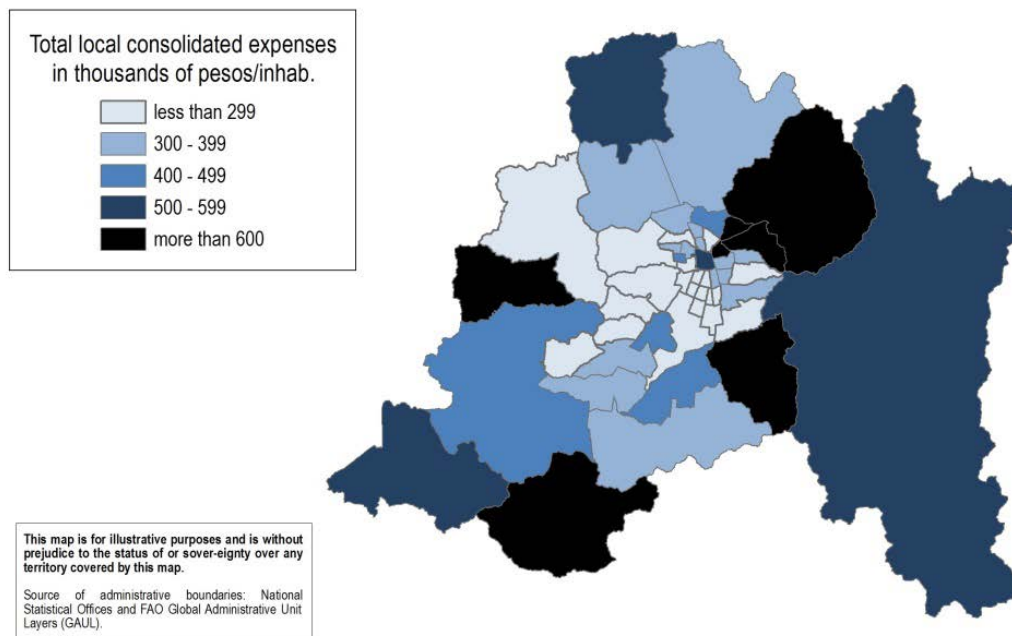 Total local consolidated expenses
in thousands of pesos/inhab.
less than 299
300 - 399
400 - 499
500 - 599
more than 600
This map is for illustrative purposes and is without
prejudice to the status of or sover-eignty over any
territory covered by this map.
Source of administrative boundaries: National
Statistical Offices and FAO Global Administrative Unit
Layers (GAUL).